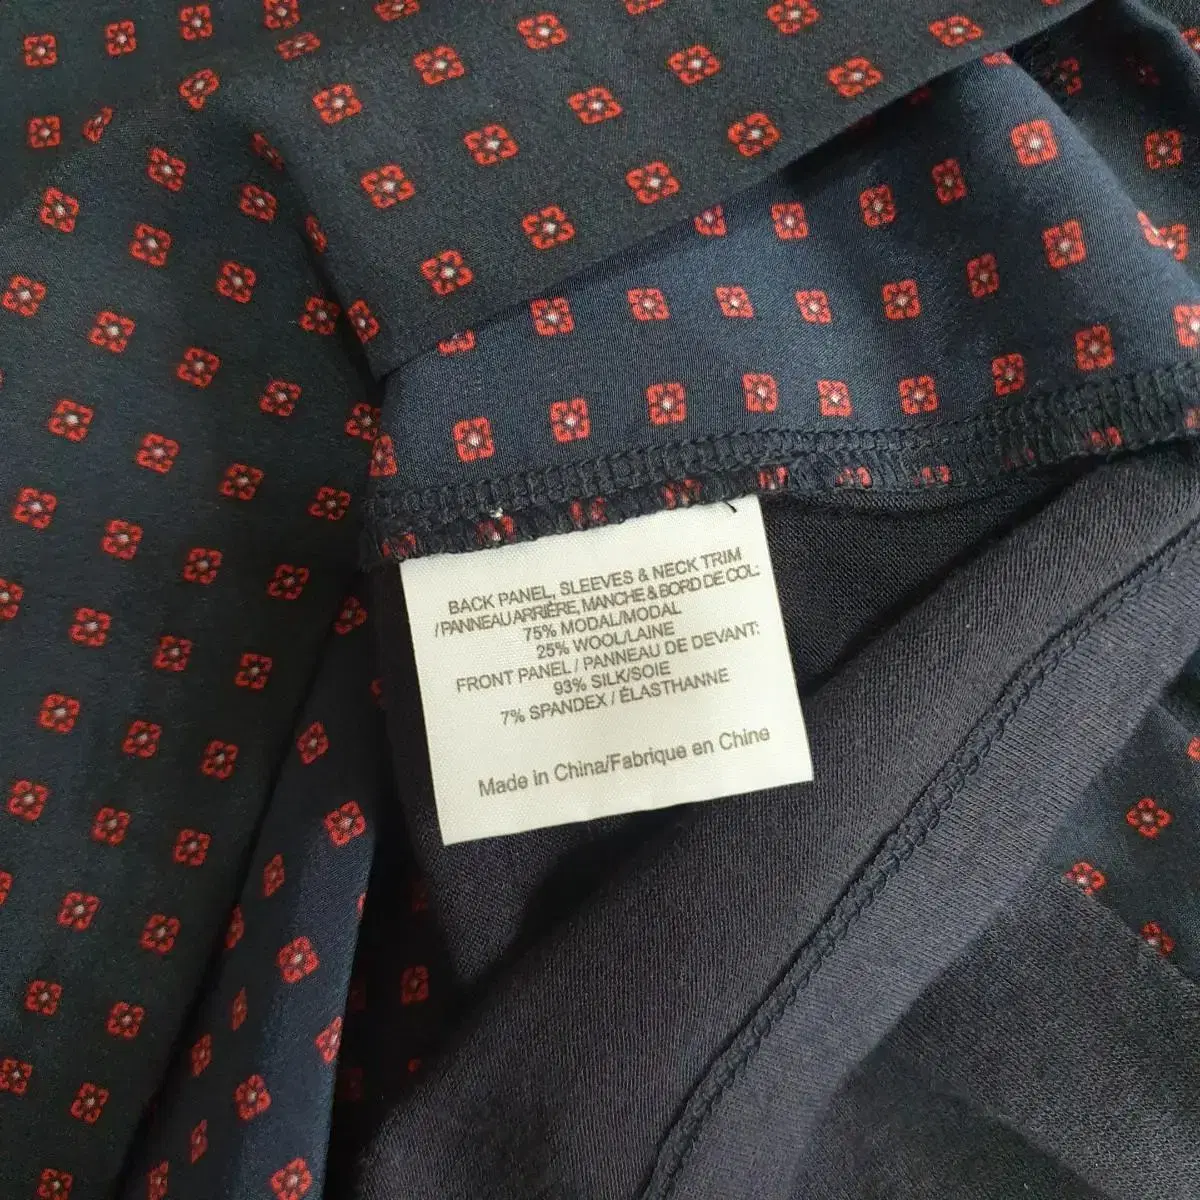 BACK PANEL, SLEEVES & NECK TRIM
/PANNEAU ARRIÈRE, MANCHE & BORD DE COL:
75% MODAL/MODAL
25% WOOL/LAINE
FRONT PANEL / PANNEAU DE DEVANT:
93% SILK/SOIE
7% SPANDEX / ÉLASTHANNE
Made in China/Fabrique en Chine